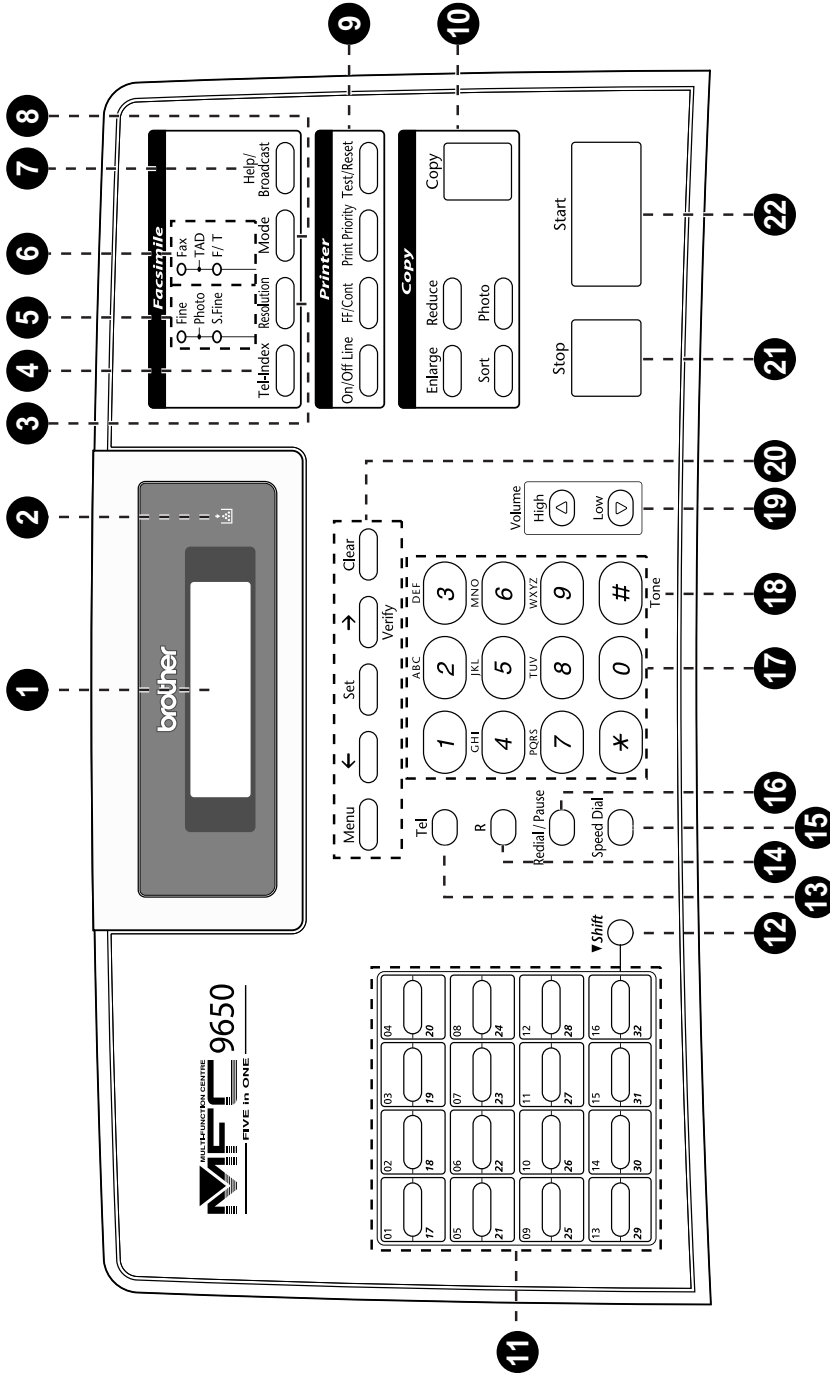 1 2 3 4 5 6 7 8 9 10
brother
MULTI-FUNCTION CENTRE
MFC 9650
FIVE in ONE
01 02 03 04
17 18 19 20
05 06 07 08
21 22 23 24
09 10 11 12
25 26 27 28
13 14 15 16
29 30 31 32
▼Shift
Menu ← Set → Clear
Verify
Tel
R
Redial / Pause
Speed Dial
ABC DEF
1 2 3
GHI JKL MNO
4 5 6
PQRS TUV WXYZ
7 8 9
* 0 #
Tone
Volume
High
Low
Facsimile
Fine Fax
Photo TAD
S.Fine F/ T
Tel-Index Resolution Mode Help/
Broadcast
Printer
On/Off Line FF/Cont Print Priority Test/Reset
Copy
Enlarge Reduce Copy
Sort Photo
Stop Start
11 12 13 14 15 16 17 18 19 20 21 22